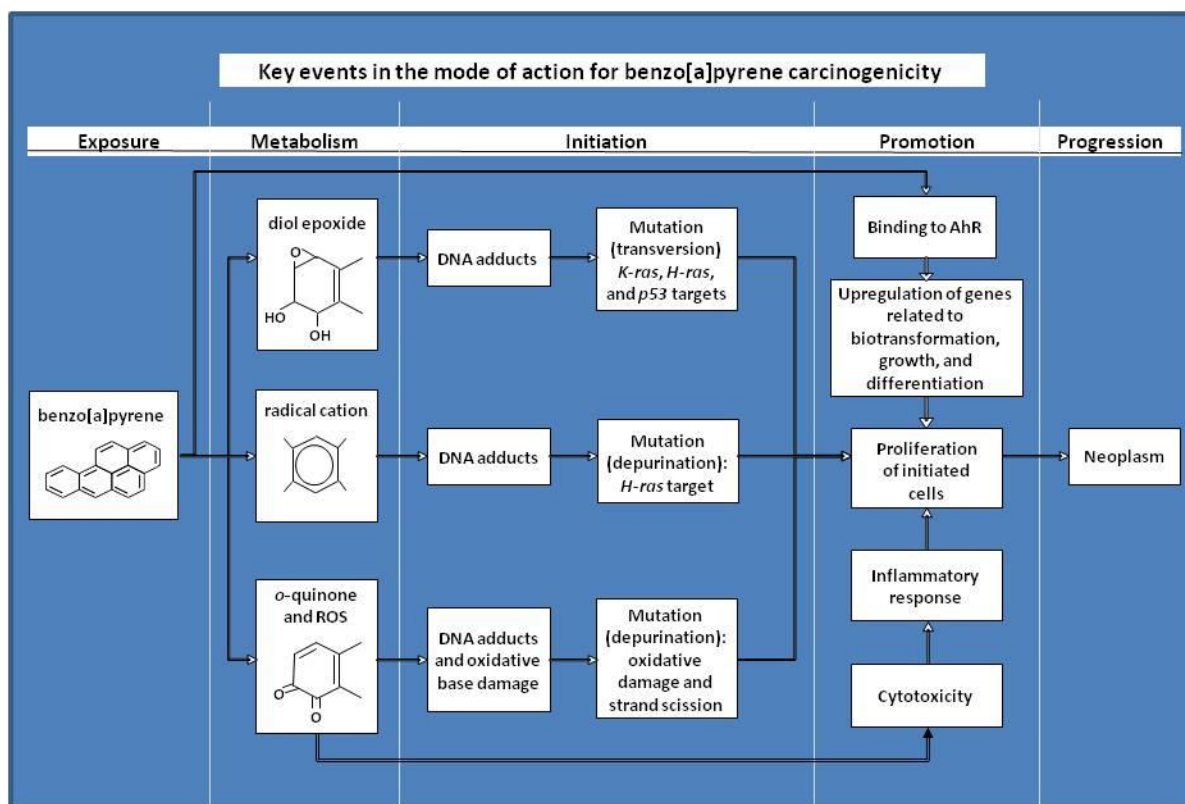 Key events in the mode of action for benzo[a]pyrene carcinogenicity
Exposure
Metabolism
Initiation
Promotion
Progression
benzo[a]pyrene
diol epoxide
O
HO
OH
DNA adducts
Mutation
(transversion)
K-ras, H-ras,
and p53 targets
radical cation
DNA adducts
Mutation
(depurination):
H-ras target
o-quinone
and ROS
O
O
DNA adducts
and oxidative
base damage
Mutation
(depurination):
oxidative
damage and
strand scission
Binding to AhR
Upregulation of genes
related to
biotransformation,
growth, and
differentiation
Proliferation
of initiated
cells
Inflammatory
response
Cytotoxicity
Neoplasm